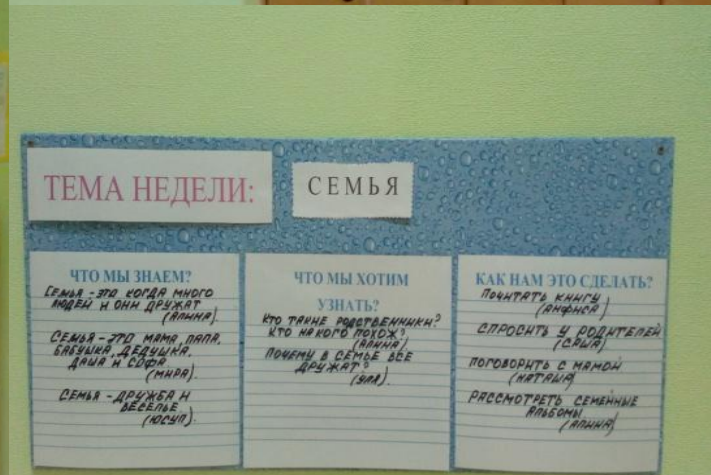 ТЕМА НЕДЕЛИ:
СЕМЬЯ
ЧТО МЫ ЗНАЕМ?
СЕМЬЯ - ЭТО КОГДА МНОГО
ЛЮДЕЙ И ОНИ ДРУЖАТ
(АЛИНА).
СЕМЬЯ - ЭТО МАМА, ПАПА,
БАБУШКА, ДЕДУШКА,
ДАША И СОФА
(МИРА).
СЕМЬЯ - ДРУЖБА И
ВЕСЕЛЬЕ
(ЮСУП).
ЧТО МЫ ХОТИМ
УЗНАТЬ?
КТО ТАКИЕ РОДСТВЕННИКИ?
КТО НА КОГО ПОХОЖ?
(АЛИНА)
ПОЧЕМУ В СЕМЬЕ ВСЕ
ДРУЖАТ?
(ЭЛЯ).
КАК НАМ ЭТО СДЕЛАТЬ?
ПОЧИТАТЬ КНИГУ
(АНФИСА)
СПРОСИТЬ У РОДИТЕЛЕЙ
(САША)
ПОГОВОРИТЬ С МАМОЙ
(НАТАША)
РАССМОТРЕТЬ СЕМЕЙНЫЕ
АЛЬБОМЫ
(АЛИНА)